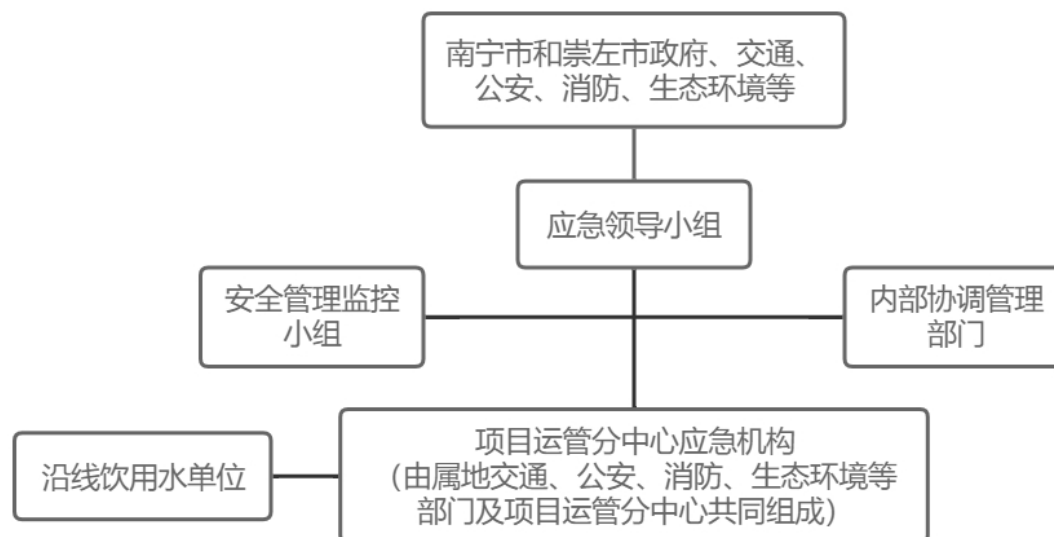 南宁市和崇左市政府、交通、
公安、消防、生态环境等
应急领导小组
安全管理监控
小组
内部协调管理
部门
沿线饮用水单位
项目运管分中心应急机构
（由属地交通、公安、消防、生态环境等
部门及项目运管分中心共同组成）